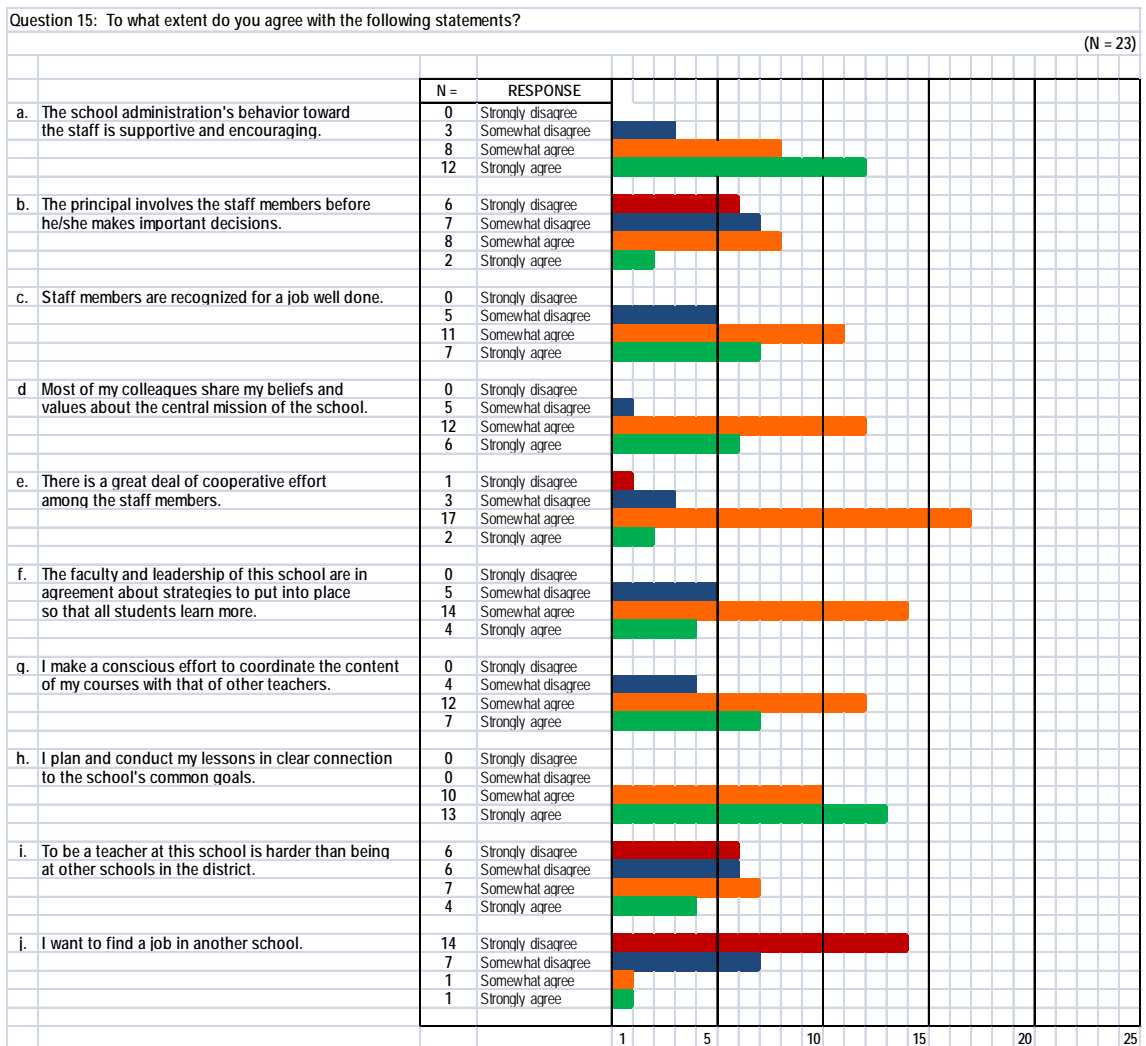 Question 15: To what extent do you agree with the following statements?
(N = 23)
N = RESPONSE
a. The school administration's behavior toward 0 Strongly disagree
the staff is supportive and encouraging. 3 Somewhat disagree
8 Somewhat agree
12 Strongly agree
b. The principal involves the staff members before 6 Strongly disagree
he/she makes important decisions. 7 Somewhat disagree
8 Somewhat agree
2 Strongly agree
c. Staff members are recognized for a job well done. 0 Strongly disagree
5 Somewhat disagree
11 Somewhat agree
7 Strongly agree
d Most of my colleagues share my beliefs and 0 Strongly disagree
values about the central mission of the school. 5 Somewhat disagree
12 Somewhat agree
6 Strongly agree
e. There is a great deal of cooperative effort 1 Strongly disagree
among the staff members. 3 Somewhat disagree
17 Somewhat agree
2 Strongly agree
f. The faculty and leadership of this school are in 0 Strongly disagree
agreement about strategies to put into place 5 Somewhat disagree
so that all students learn more. 14 Somewhat agree
4 Strongly agree
g. I make a conscious effort to coordinate the content 0 Strongly disagree
of my courses with that of other teachers. 4 Somewhat disagree
12 Somewhat agree
7 Strongly agree
h. I plan and conduct my lessons in clear connection 0 Strongly disagree
to the school's common goals. 0 Somewhat disagree
10 Somewhat agree
13 Strongly agree
i. To be a teacher at this school is harder than being 6 Strongly disagree
at other schools in the district. 6 Somewhat disagree
7 Somewhat agree
4 Strongly agree
j. I want to find a job in another school. 14 Strongly disagree
7 Somewhat disagree
1 Somewhat agree
1 Strongly agree
1 5 10 15 20 25